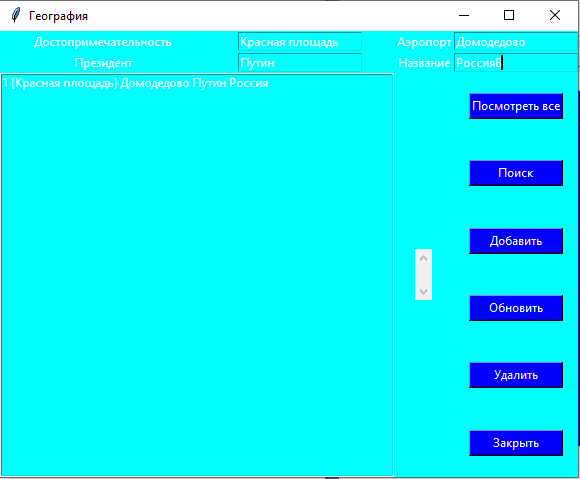 География
Достопримечательность Красная площадь Аэропорт Домодедово
Президент Путин Название РоссияВ
1 {Красная площадь} Домодедово Путин Россия
Посмотреть все
Поиск
Добавить
Обновить
Удалить
Закрыть